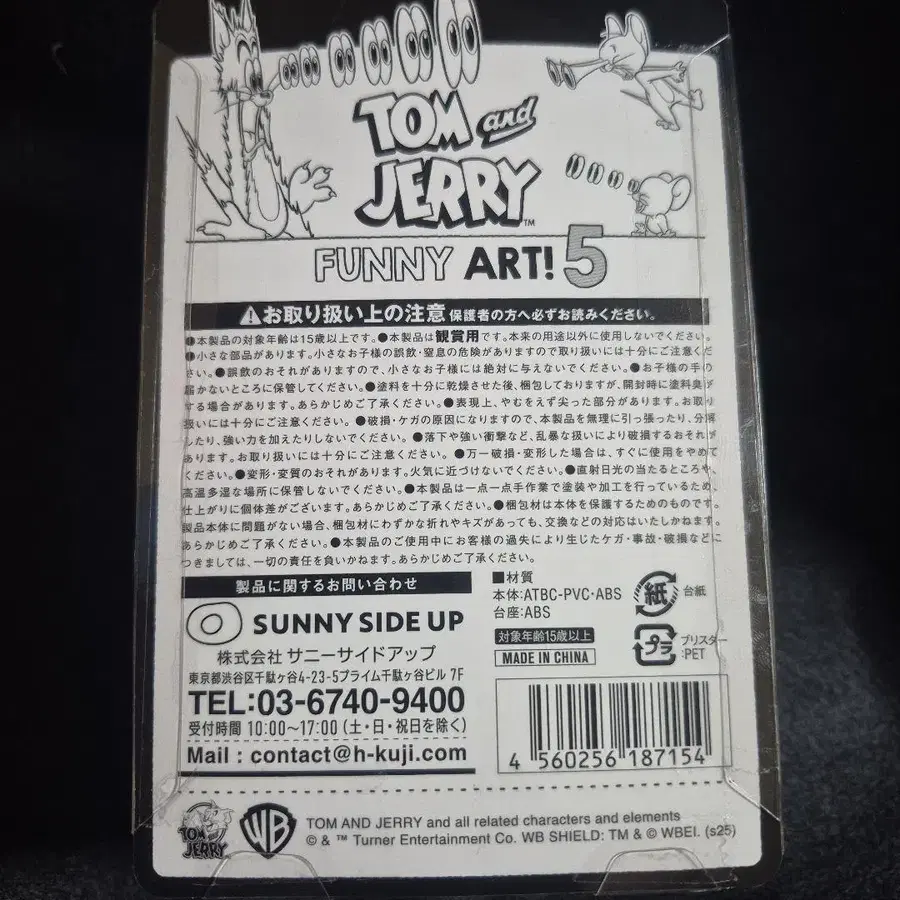 TOM and
JERRY™
FUNNY ART! 5
⚠お取り扱い上の注意 保護者の方へ必ずお読みください。
●本製品の対象年齢は15歳以上です。●本製品は観賞用です。本来の用途以外に使用しないでください。
●小さな部品があります。小さなお子様の誤飲・窒息の危険がありますので取り扱いには十分にご注意くだ
さい。●誤飲のおそれがありますので、小さなお子様には絶対に与えないでください。●お子様の手の
届かないところに保管してください。●塗料を十分に乾燥させた後、梱包しておりますが、開封時に塗料臭が
する場合があります。あらかじめご了承ください。●表現上、やむをえず尖った部分があります。お取り
扱いには十分にご注意ください。●破損・ケガの原因になりますので、本製品を無理に引っ張ったり、分解
したり、強い力を加えたりしないでください。●落下や強い衝撃など、乱暴な扱いにより破損するおそれが
あります。お取り扱いには十分にご注意ください。●万一破損・変形した場合は、すぐに使用をやめて
ください。●変形・変質のおそれがあります。火気に近づけないでください。●直射日光の当たるところや、
高温多湿な場所に保管しないでください。●本製品は一点一点手作業で塗装や加工を行っているため、
仕上がりに個体差がございます。あらかじめご了承ください。●梱包材は本体を保護するためのものです。
製品本体に問題がない場合、梱包材にわずかな折れやキズがあっても、交換などの対応はいたしかねます。
あらかじめご了承ください。●本製品のご使用中にお客様の過失により生じたケガ・事故・破損などに
つきましては、一切の責任を負いかねます。あらかじめご了承ください。
製品に関するお問い合わせ
SUNNY SIDE UP
株式会社 サニーサイドアップ
東京都渋谷区千駄ヶ谷4-23-5プライム千駄ヶ谷ビル 7F
TEL:03-6740-9400
受付時間 10:00〜17:00（土・日・祝日を除く）
Mail : contact@h-kuji.com
■材質
本体:ATBC-PVC・ABS
台座:ABS
対象年齢15歳以上
MADE IN CHINA
紙 台紙
プラ ブリスター
:PET
4 560256 187154
TOM and
JERRY
WB
TOM AND JERRY and all related characters and elements
© & ™ Turner Entertainment Co. WB SHIELD: TM & © WBEI. (s25)